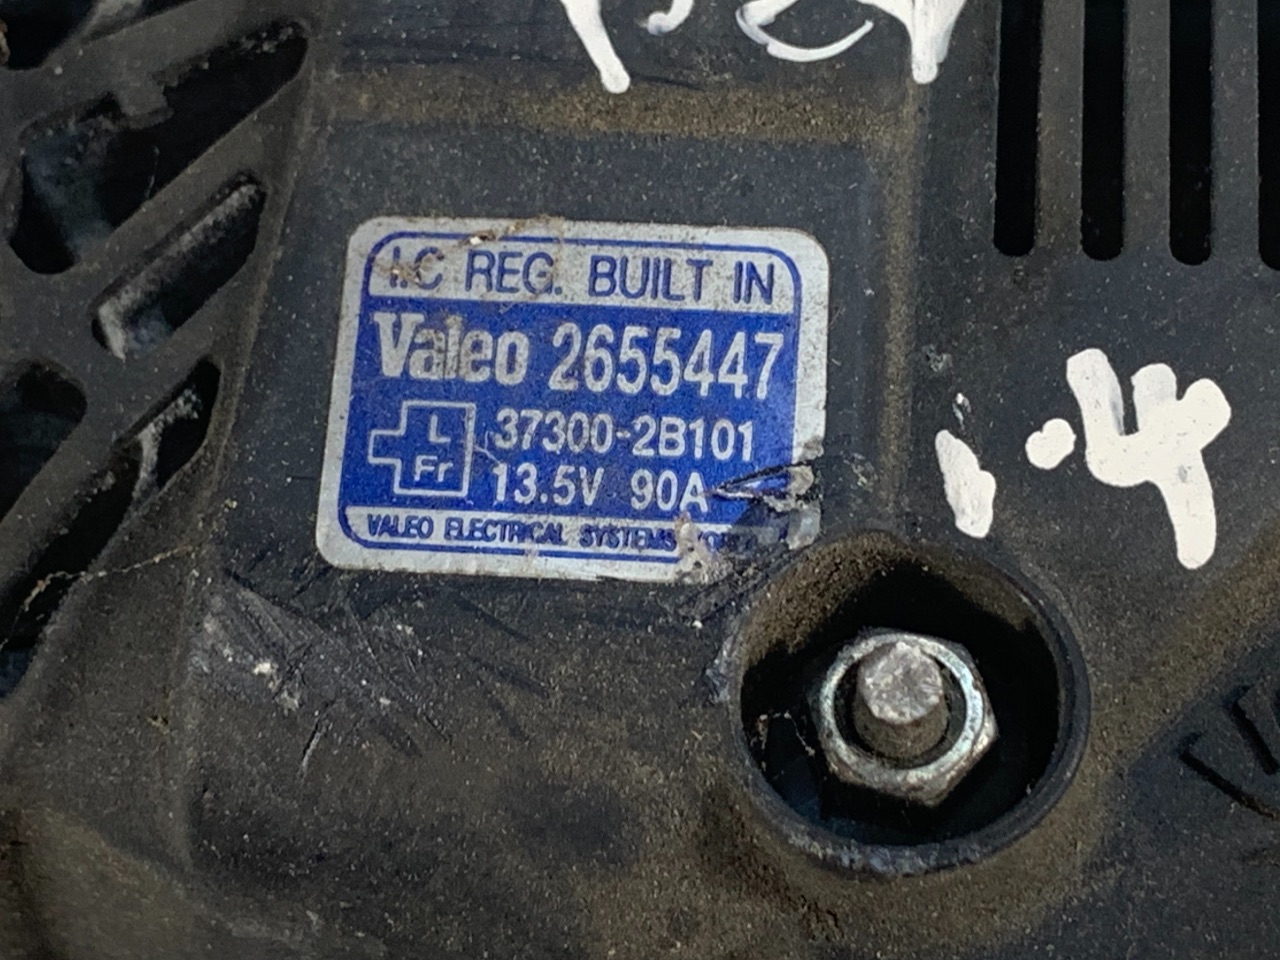 I.C REG. BUILT IN
Valeo 2655447
L
Fr
37300-2B101
13.5V 90A
VALEO ELECTRICAL SYSTEMS
1.4